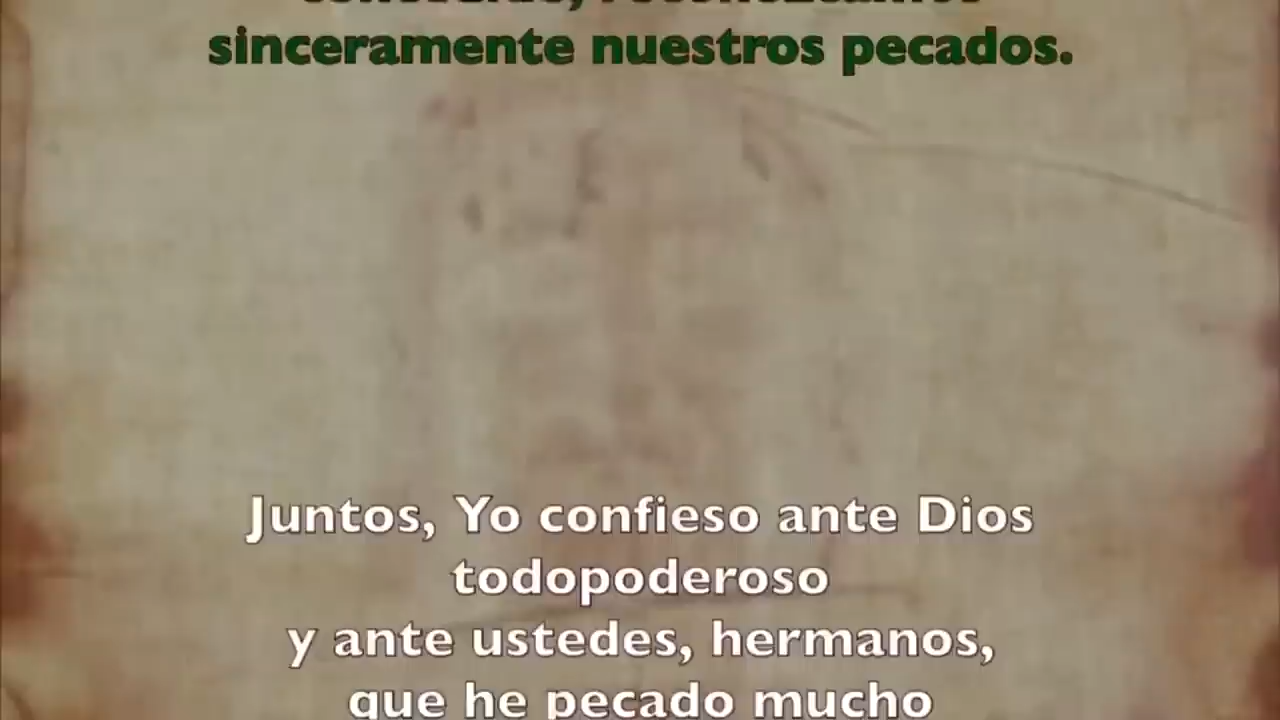 sinceramente nuestros pecados.
Juntos, Yo confieso ante Dios
todopoderoso
y ante ustedes, hermanos,
que he pecado mucho